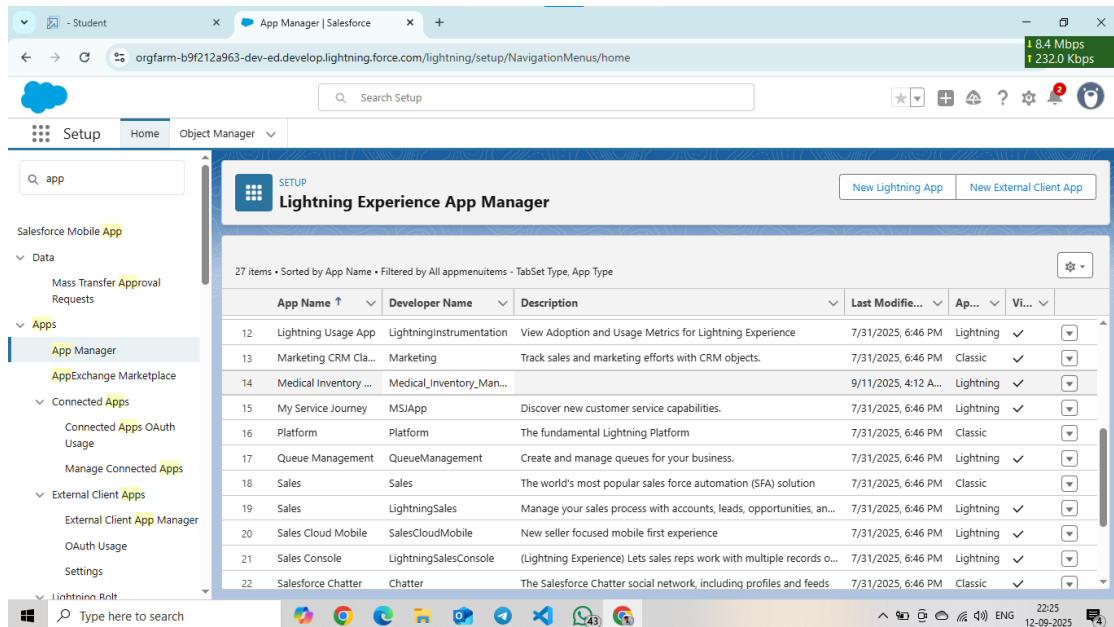 - Student
App Manager | Salesforce
orgfarm-b9f212a963-dev-ed.develop.lightning.force.com/lightning/setup/NavigationMenus/home
8.4 Mbps
232.0 Kbps
Search Setup
2
Setup Home Object Manager
app
Salesforce Mobile App
Data
Mass Transfer Approval
Requests
Apps
App Manager
AppExchange Marketplace
Connected Apps
Connected Apps OAuth
Usage
Manage Connected Apps
External Client Apps
External Client App Manager
OAuth Usage
Settings
Lightning Bolt
SETUP
Lightning Experience App Manager
New Lightning App New External Client App
27 items • Sorted by App Name • Filtered by All appmenuitems - TabSet Type, App Type
App Name Developer Name Description Last Modifie... Ap... Vi...
12 Lightning Usage App LightningInstrumentation View Adoption and Usage Metrics for Lightning Experience 7/31/2025, 6:46 PM Lightning
13 Marketing CRM Cla... Marketing Track sales and marketing efforts with CRM objects. 7/31/2025, 6:46 PM Classic
14 Medical Inventory ... Medical_Inventory_Man... 9/11/2025, 4:12 A... Lightning
15 My Service Journey MSJApp Discover new customer service capabilities. 7/31/2025, 6:46 PM Lightning
16 Platform Platform The fundamental Lightning Platform 7/31/2025, 6:46 PM Classic
17 Queue Management QueueManagement Create and manage queues for your business. 7/31/2025, 6:46 PM Lightning
18 Sales Sales The world's most popular sales force automation (SFA) solution 7/31/2025, 6:46 PM Classic
19 Sales LightningSales Manage your sales process with accounts, leads, opportunities, an... 7/31/2025, 6:46 PM Lightning
20 Sales Cloud Mobile SalesCloudMobile New seller focused mobile first experience 7/31/2025, 6:46 PM Lightning
21 Sales Console LightningSalesConsole (Lightning Experience) Lets sales reps work with multiple records o... 7/31/2025, 6:46 PM Lightning
22 Salesforce Chatter Chatter The Salesforce Chatter social network, including profiles and feeds 7/31/2025, 6:46 PM Classic
Type here to search
43
ENG
22:25
12-09-2025
4